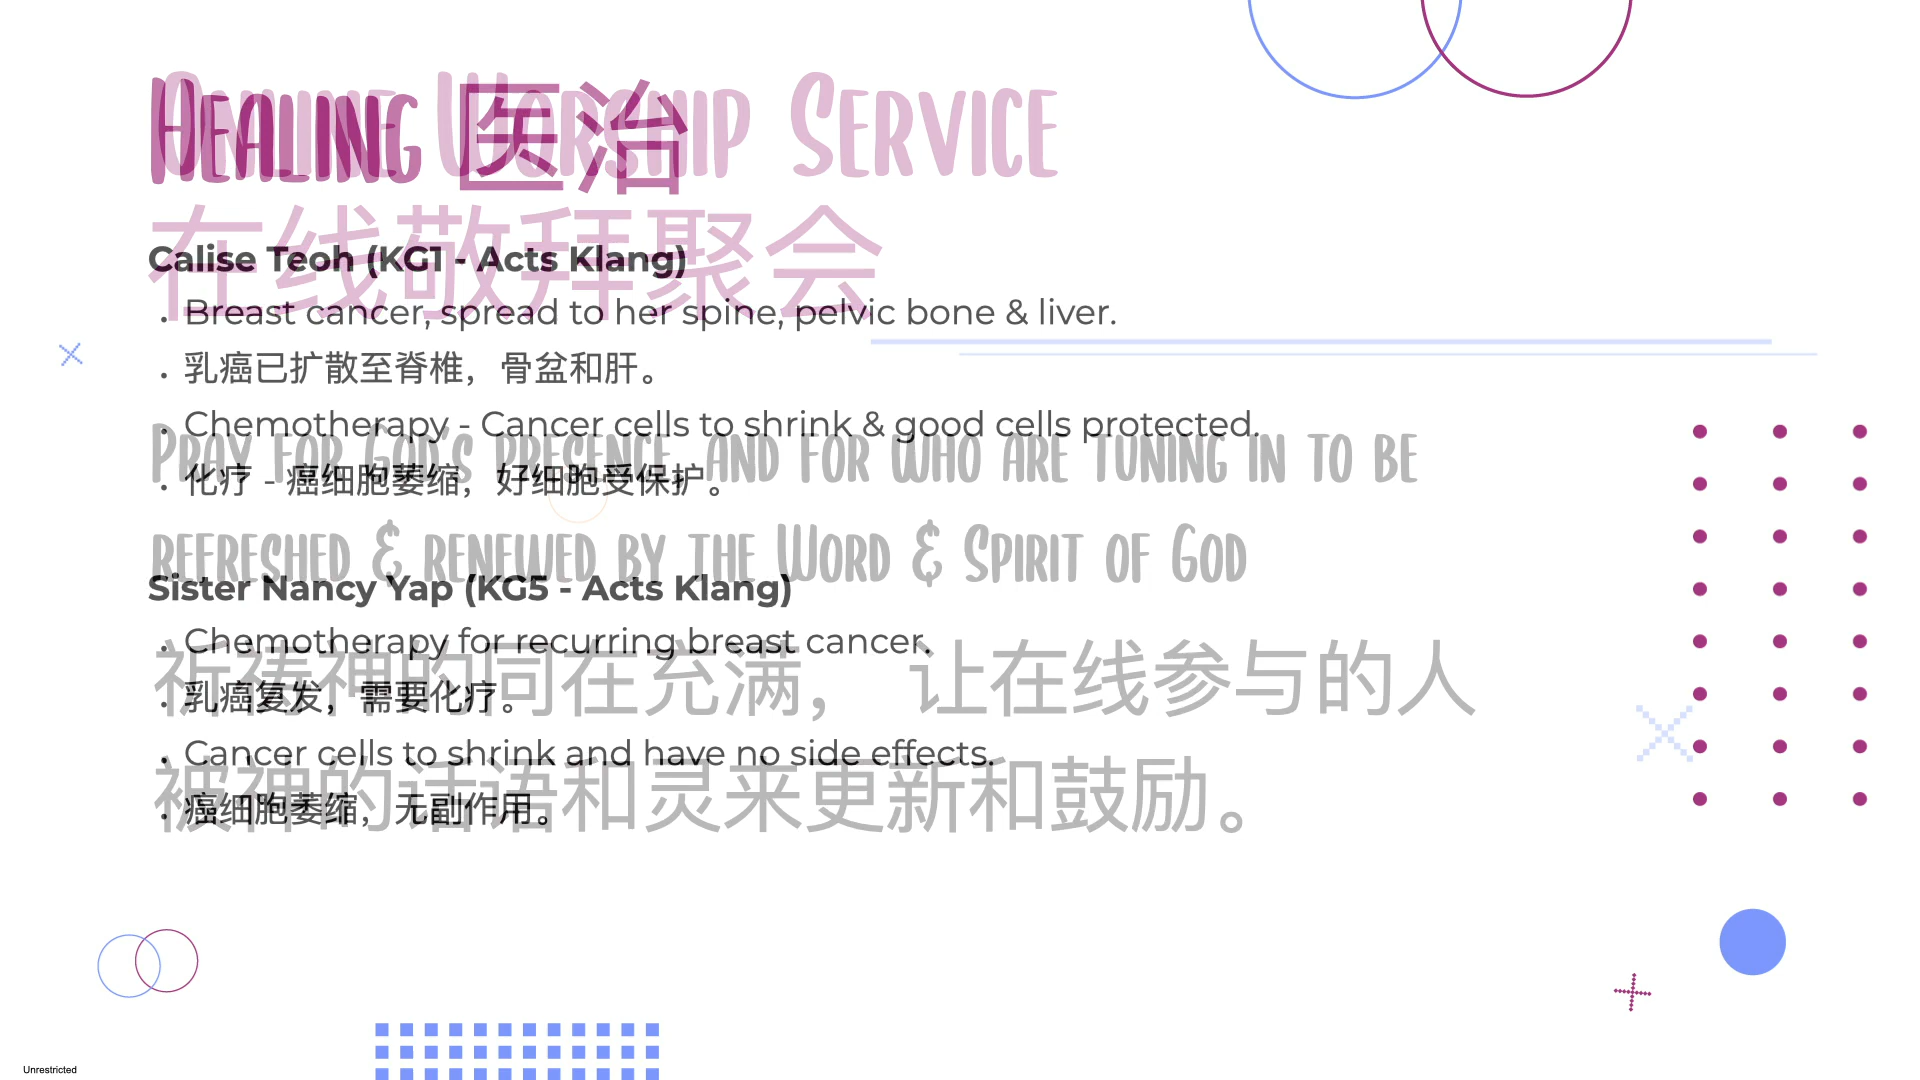 Healing 医治
Online Worship Service
在线敬拜聚会
Calise Teoh (KG1 - Acts Klang)
• Breast cancer, spread to her spine, pelvic bone & liver.
• 乳癌已扩散至脊椎，骨盆和肝。
• Chemotherapy - Cancer cells to shrink & good cells protected.
• 化疗 - 癌细胞萎缩，好细胞受保护。
Pray for God's presence and for who are tuning in to be
refreshed & renewed by the Word & Spirit of God
Sister Nancy Yap (KG5 - Acts Klang)
• Chemotherapy for recurring breast cancer.
• 乳癌复发，需要化疗。
祈祷神的同在充满， 让在线参与的人
• Cancer cells to shrink and have no side effects.
• 癌细胞萎缩，无副作用。
被神的话语和灵来更新和鼓励。
Unrestricted